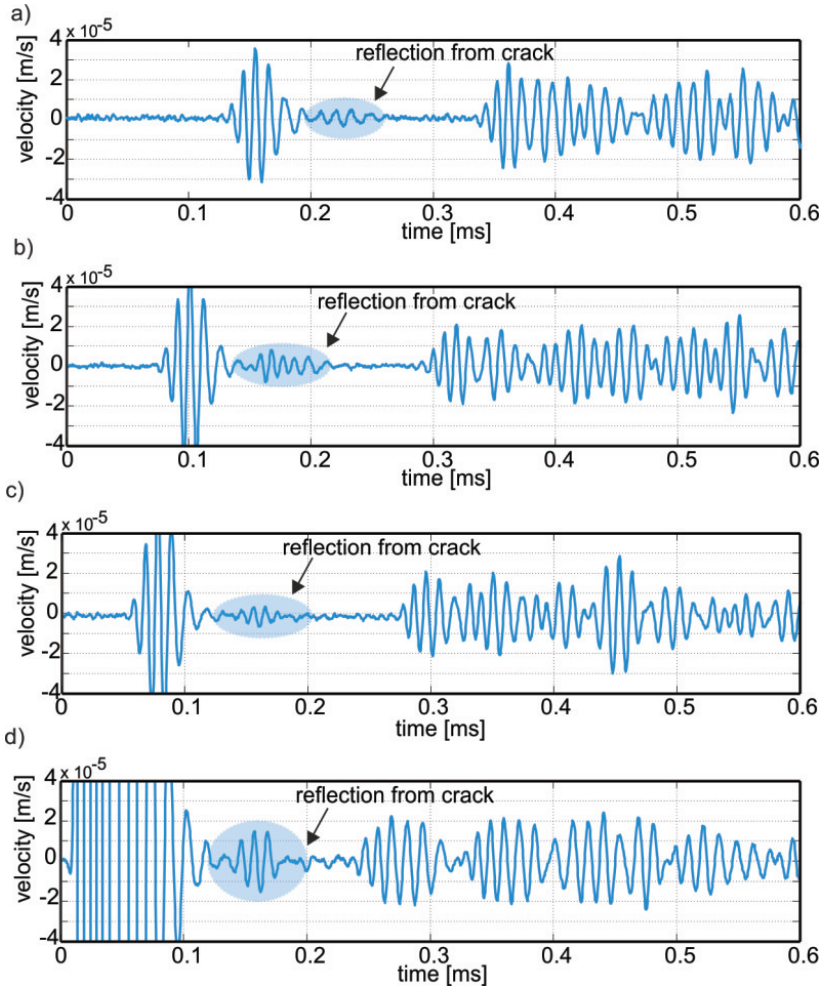 a)
4 x 10-5
reflection from crack
velocity [m/s]
2
0
-2
-4
0 0.1 0.2 0.3 0.4 0.5 0.6
time [ms]
b)
4 x 10-5
reflection from crack
velocity [m/s]
2
0
-2
-4
0 0.1 0.2 0.3 0.4 0.5 0.6
time [ms]
c)
4 x 10-5
reflection from crack
velocity [m/s]
2
0
-2
-4
0 0.1 0.2 0.3 0.4 0.5 0.6
time [ms]
d)
4 x 10-5
reflection from crack
velocity [m/s]
2
0
-2
-4
0 0.1 0.2 0.3 0.4 0.5 0.6
time [ms]